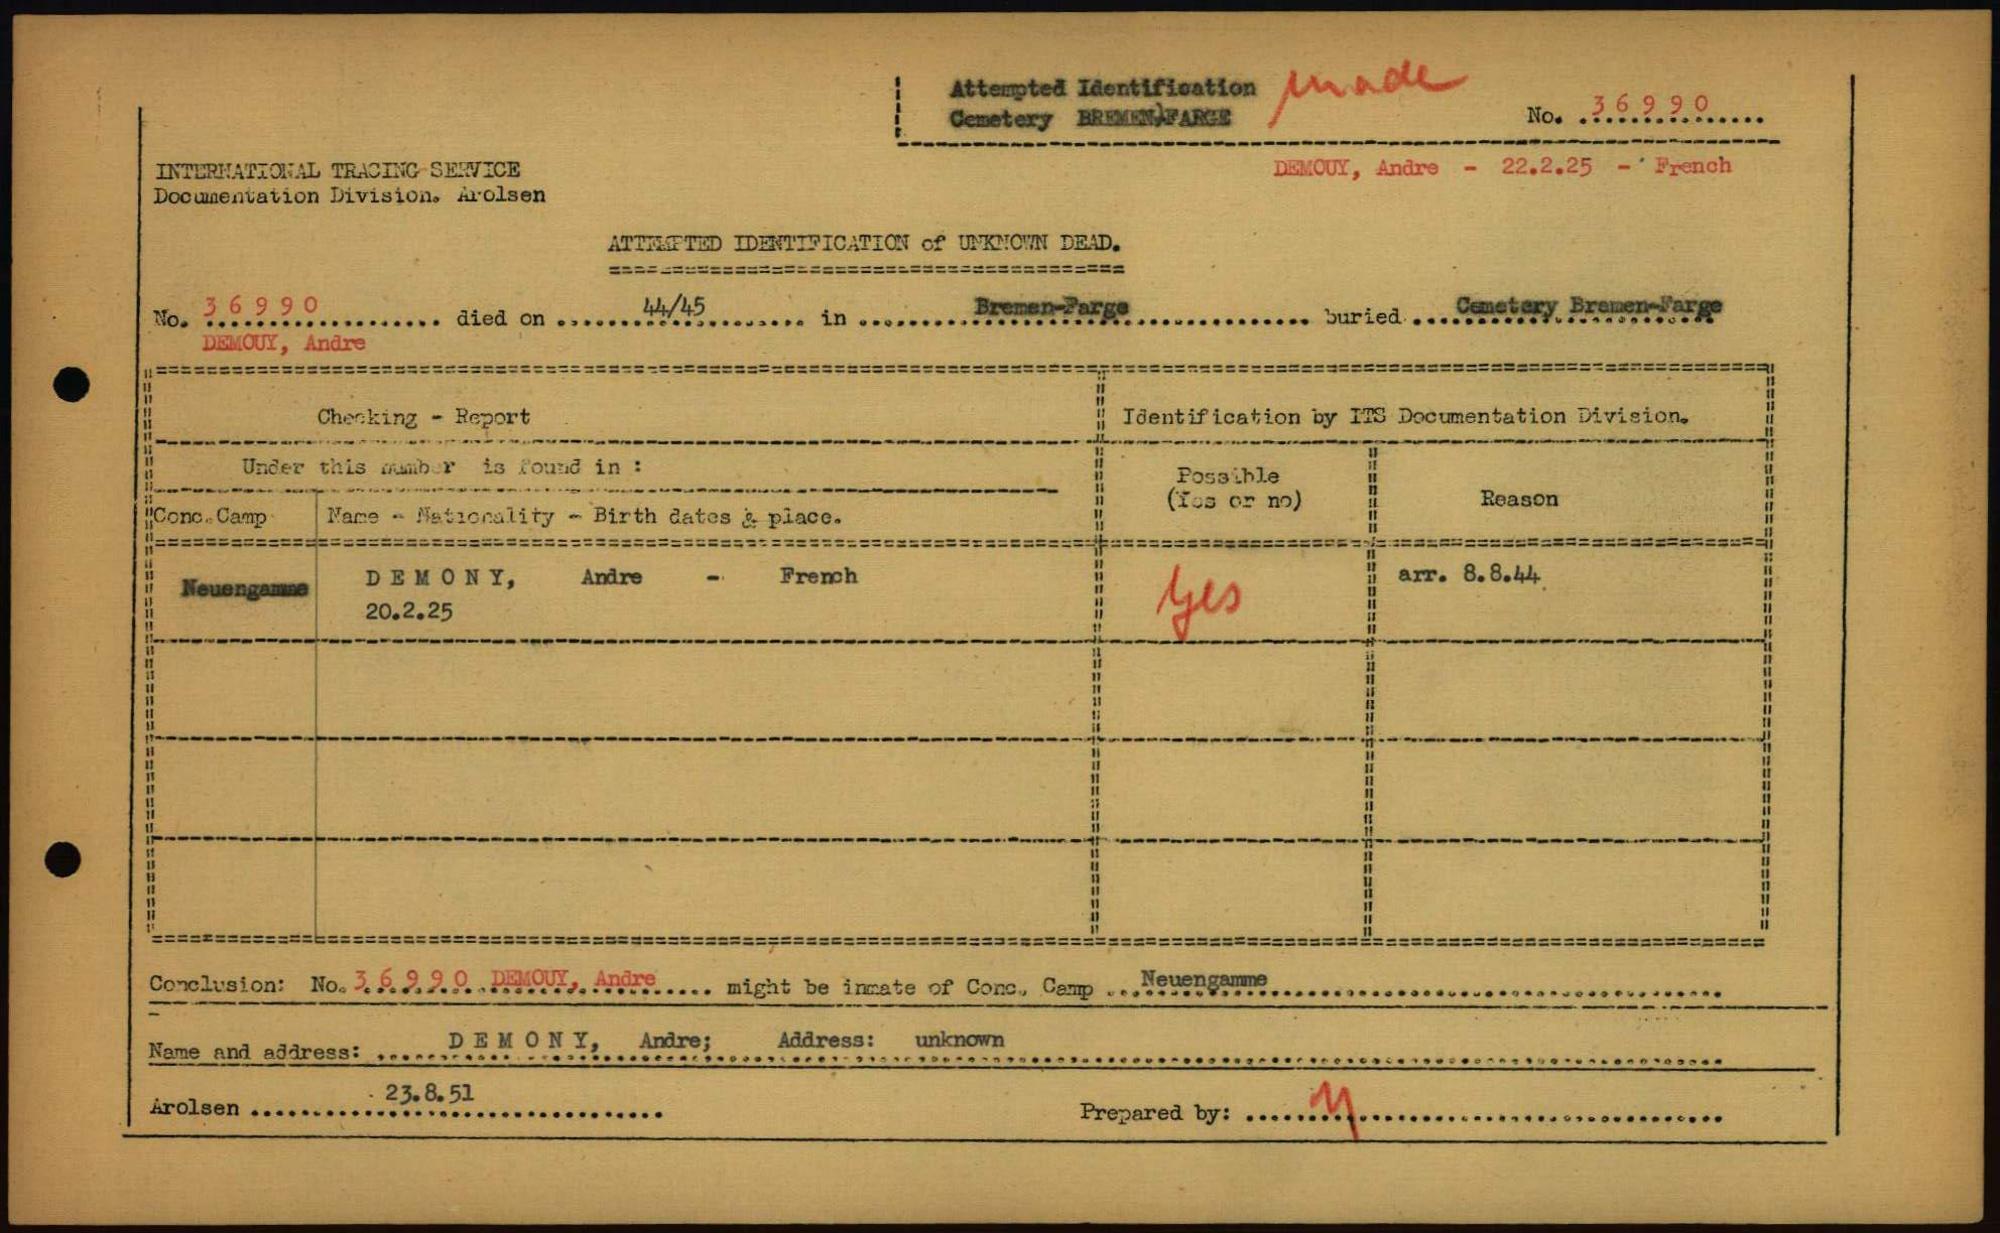 Attempted Identification made
Cemetery BREMEN-FARGE
No. 36990
DEMOUY, Andre - 22.2.25 - French
INTERNATIONAL TRACING SERVICE
Documentation Division. Arolsen
ATTEMPTED IDENTIFICATION of UNKNOWN DEAD.
No. 36990 died on 44/45 in Bremen-Farge buried Cemetery Bremen-Farge
DEMOUY, Andre
Checking - Report
Identification by ITS Documentation Division.
Under this number is found in :
Possible
(Yes or no)
Reason
Conc.Camp
Name - Nationality - Birth dates & place.
Neuengamme
DEMONY, Andre - French
20.2.25
Yes
arr. 8.8.44
Conclusion: No. 36990 DEMOUY, Andre might be inmate of Conc. Camp Neuengamme
Name and address: DEMONY, Andre; Address: unknown
Arolsen 23.8.51
Prepared by: